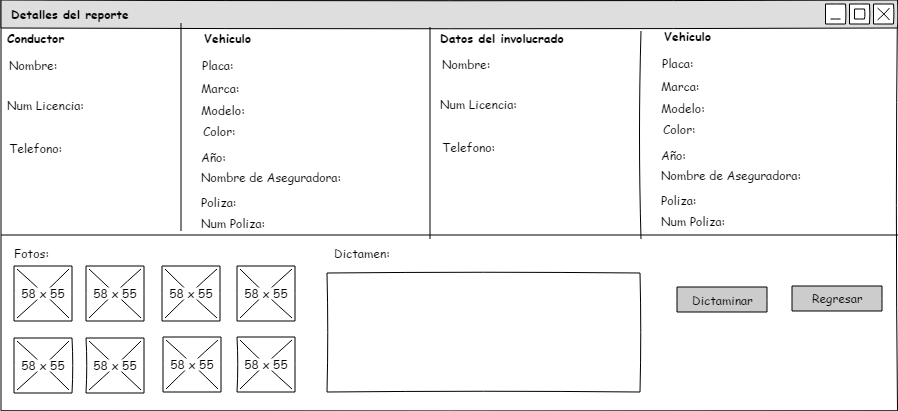 Detalles del reporte
Conductor
Nombre:
Num Licencia:
Telefono:
Vehiculo
Placa:
Marca:
Modelo:
Color:
Año:
Nombre de Aseguradora:
Poliza:
Num Poliza:
Datos del involucrado
Nombre:
Num Licencia:
Telefono:
Vehiculo
Placa:
Marca:
Modelo:
Color:
Año:
Nombre de Aseguradora:
Poliza:
Num Poliza:
Fotos:
58 x 55
58 x 55
58 x 55
58 x 55
58 x 55
58 x 55
58 x 55
58 x 55
Dictamen:
Dictaminar
Regresar